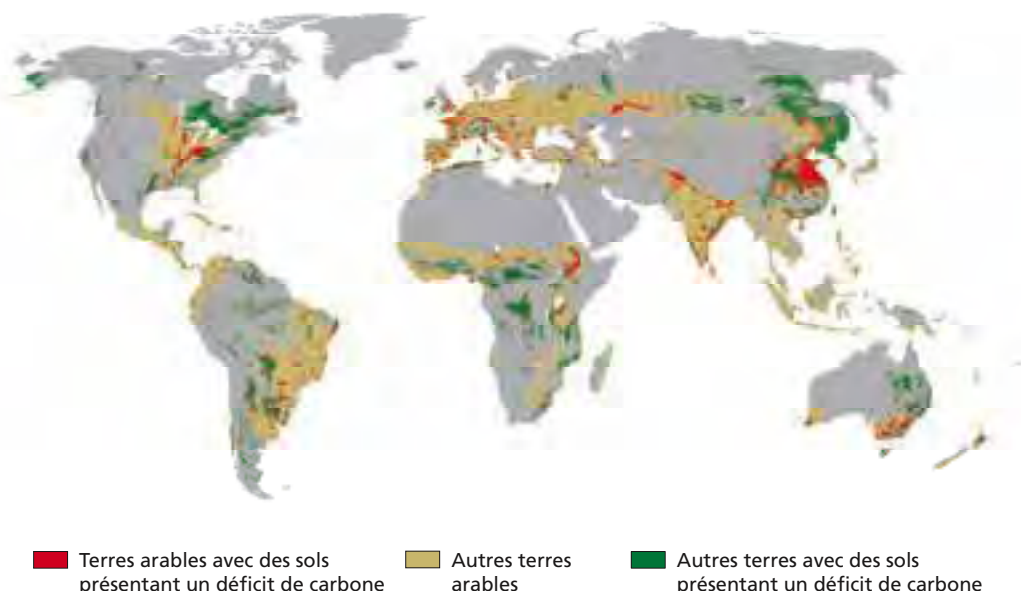 Terres arables avec des sols
présentant un déficit de carbone
Autres terres
arables
Autres terres avec des sols
présentant un déficit de carbone